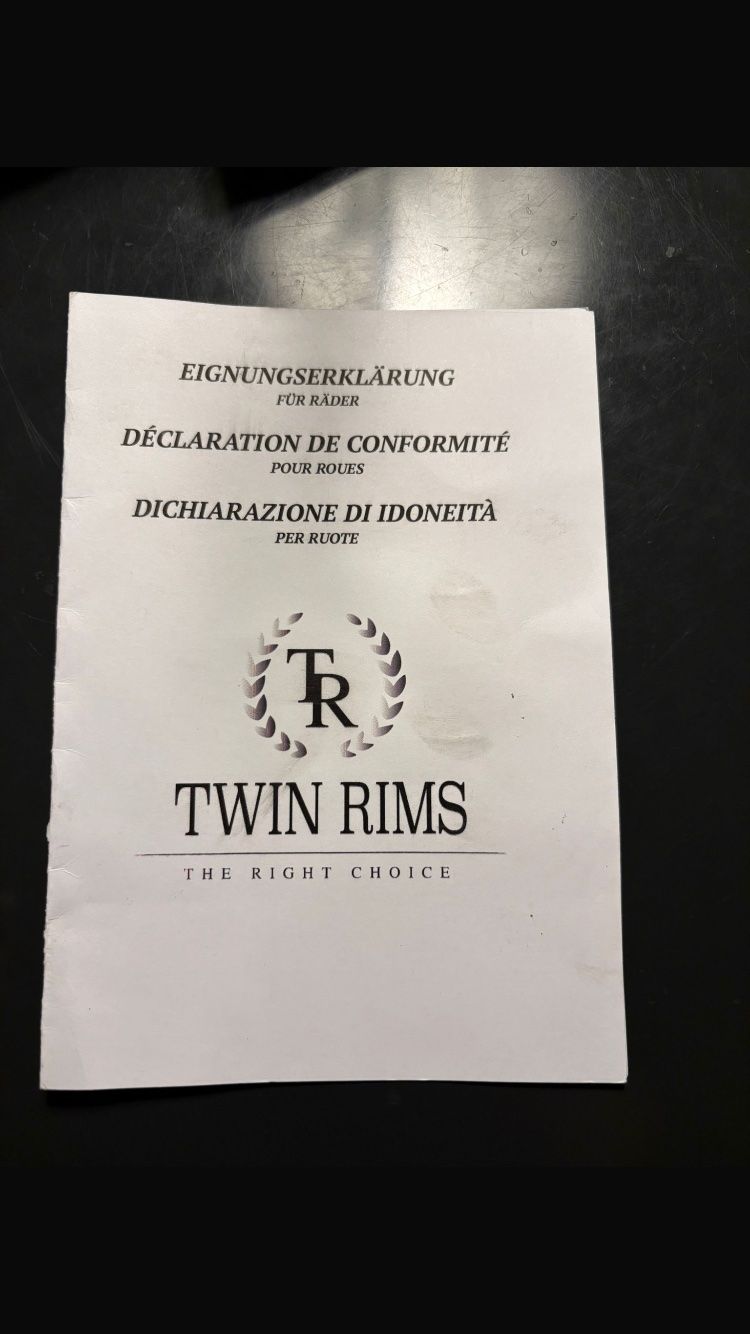 EIGNUNGSERKLÄRUNG
FÜR RÄDER
DÉCLARATION DE CONFORMITÉ
POUR ROUES
DICHIARAZIONE DI IDONEITÀ
PER RUOTE
TR
TWIN RIMS
THE RIGHT CHOICE